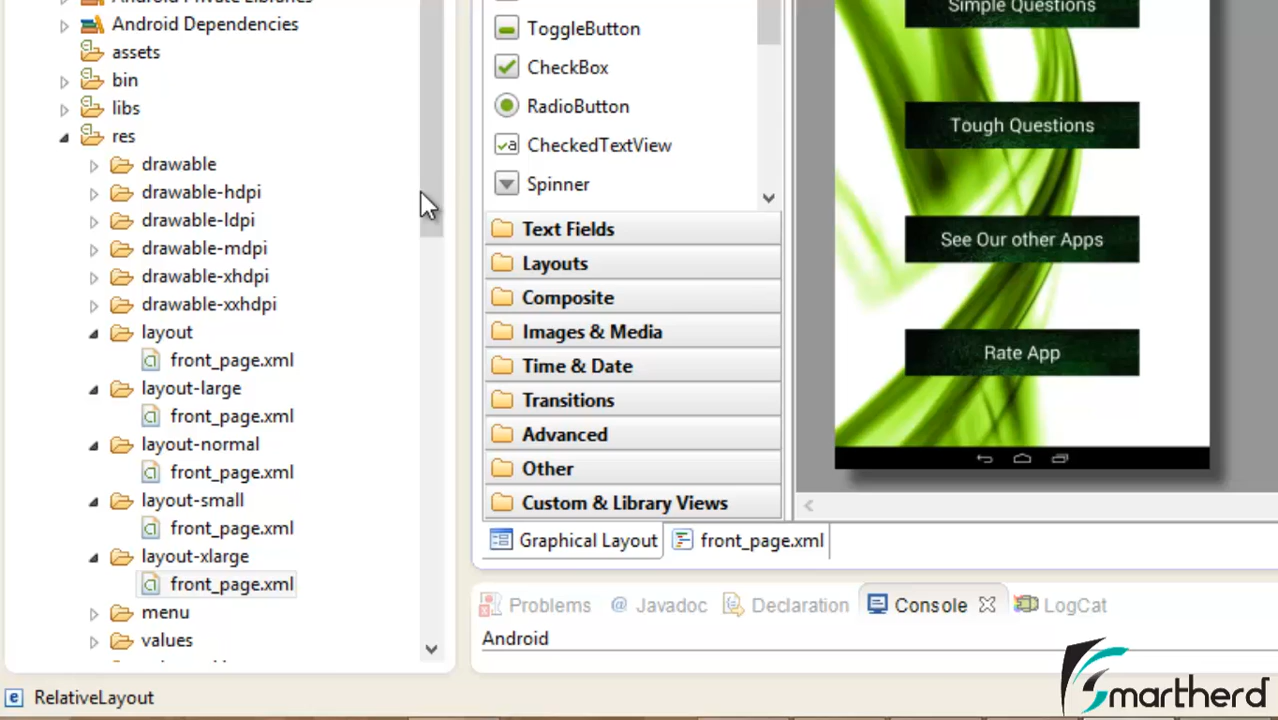 Android Dependencies
assets
bin
libs
res
drawable
drawable-hdpi
drawable-ldpi
drawable-mdpi
drawable-xhdpi
drawable-xxhdpi
layout
front_page.xml
layout-large
front_page.xml
layout-normal
front_page.xml
layout-small
front_page.xml
layout-xlarge
front_page.xml
menu
values
ToggleButton
CheckBox
RadioButton
CheckedTextView
Spinner
Text Fields
Layouts
Composite
Images & Media
Time & Date
Transitions
Advanced
Other
Custom & Library Views
Graphical Layout
front_page.xml
Simple Questions
Tough Questions
See Our other Apps
Rate App
Problems
@ Javadoc
Declaration
Console
LogCat
Android
RelativeLayout
Smartherd